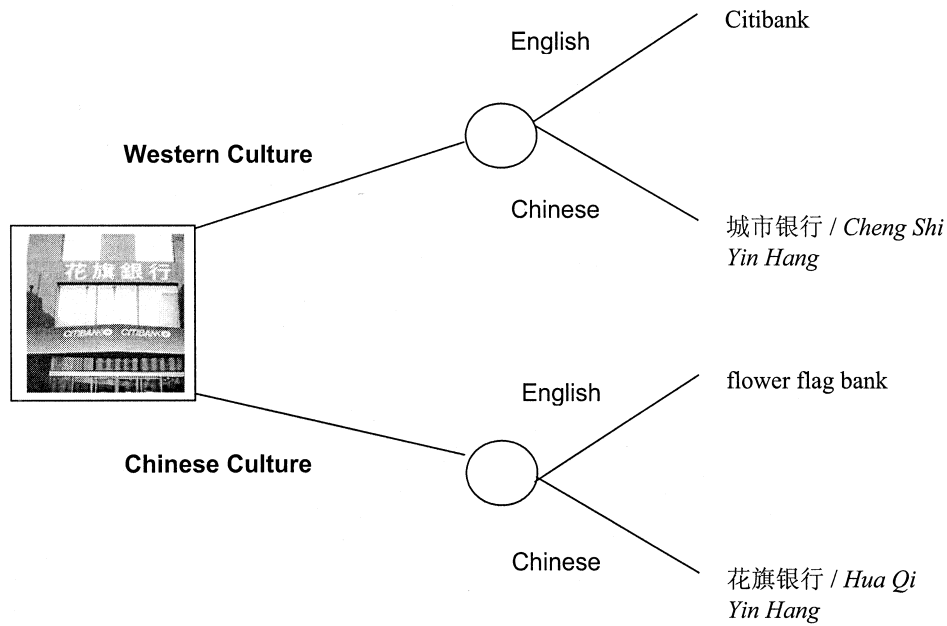 Citibank
English
Western Culture
Chinese
城市银行 / Cheng Shi
Yin Hang
花旗銀行
CITIBANK CITIBANK
English
flower flag bank
Chinese Culture
Chinese
花旗银行 / Hua Qi
Yin Hang